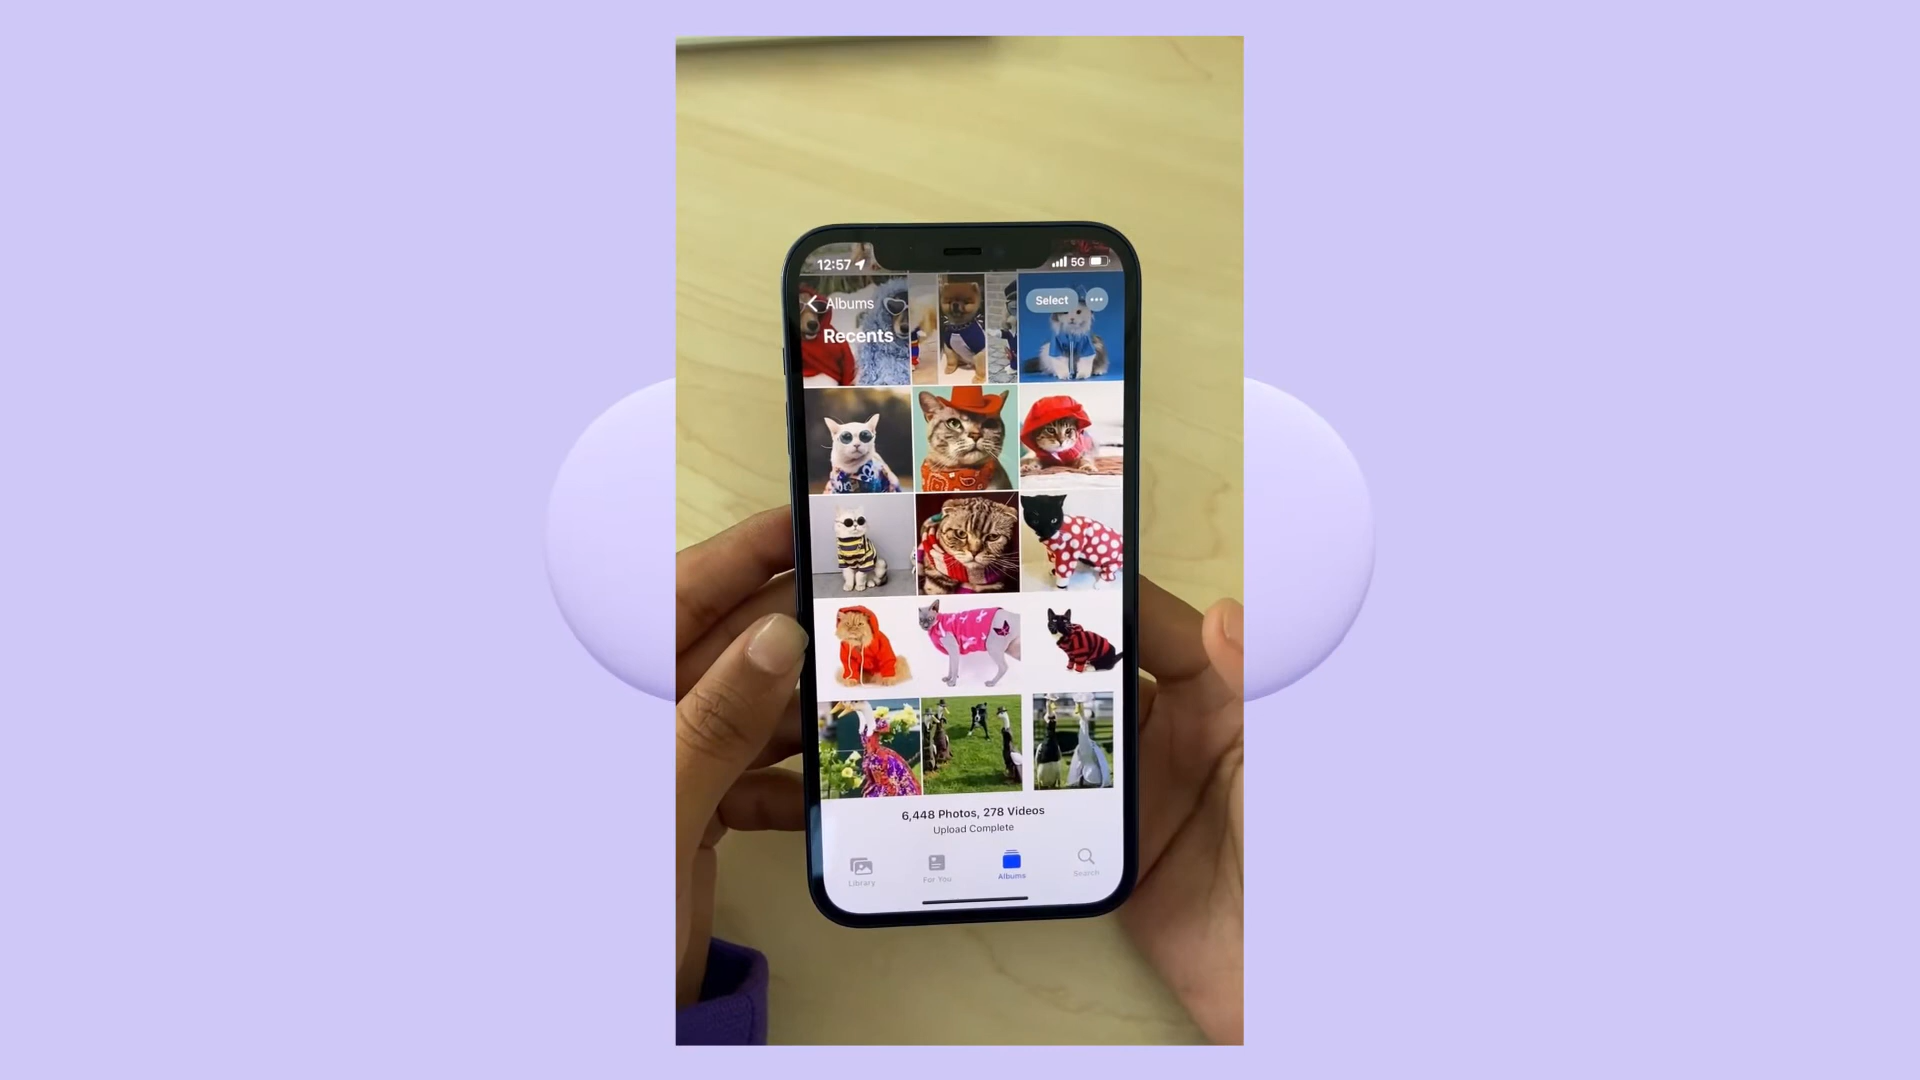 12:57
5G
Albums
Select
Recents
6,448 Photos, 278 Videos
Upload Complete
Library
For You
Albums
Search